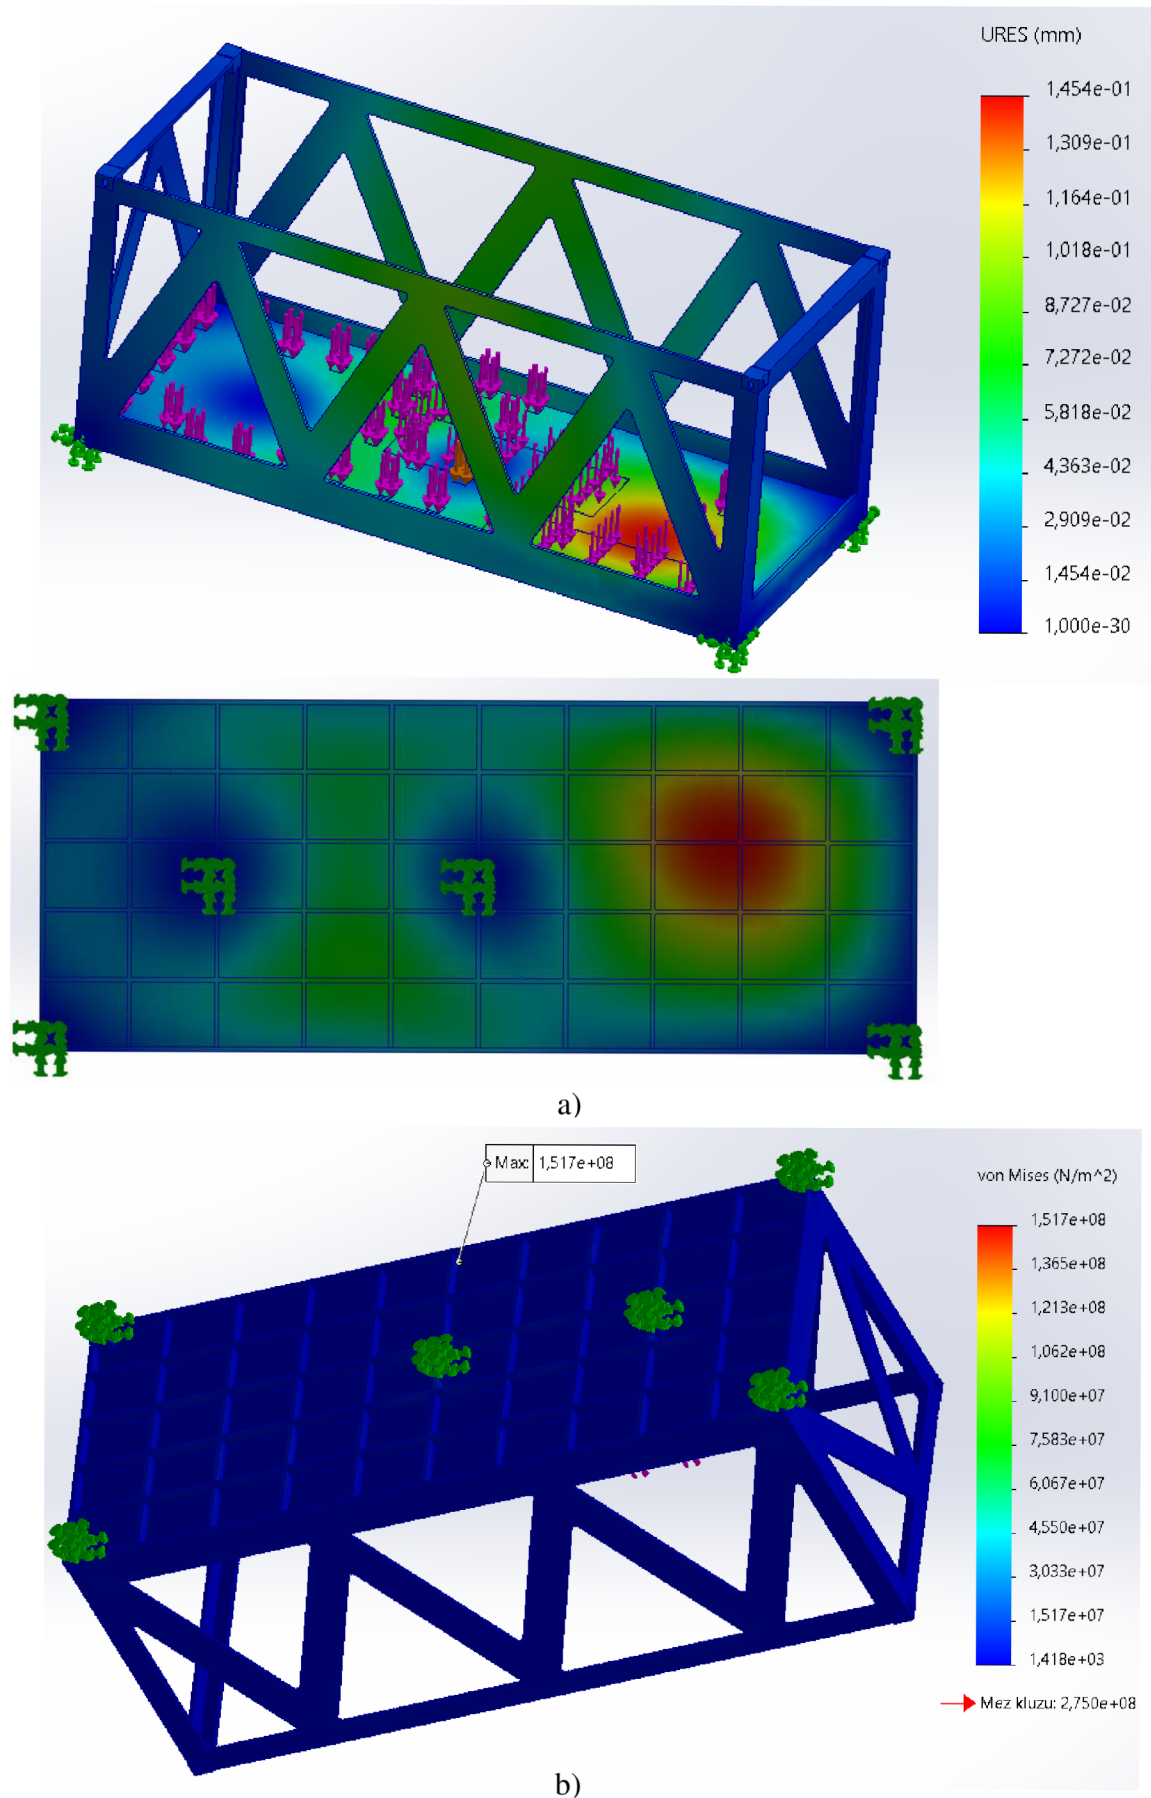 URES (mm)
1,454e-01
1,309e-01
1,164e-01
1,018e-01
8,727e-02
7,272e-02
5,818e-02
4,363e-02
2,909e-02
1,454e-02
1,000e-30
a)
Max: 1,517e+08
von Mises (N/m^2)
1,517e+08
1,365e+08
1,213e+08
1,062e+08
9,100e+07
7,583e+07
6,067e+07
4,550e+07
3,033e+07
1,517e+07
1,418e+03
Mez kluzu: 2,750e+08
b)